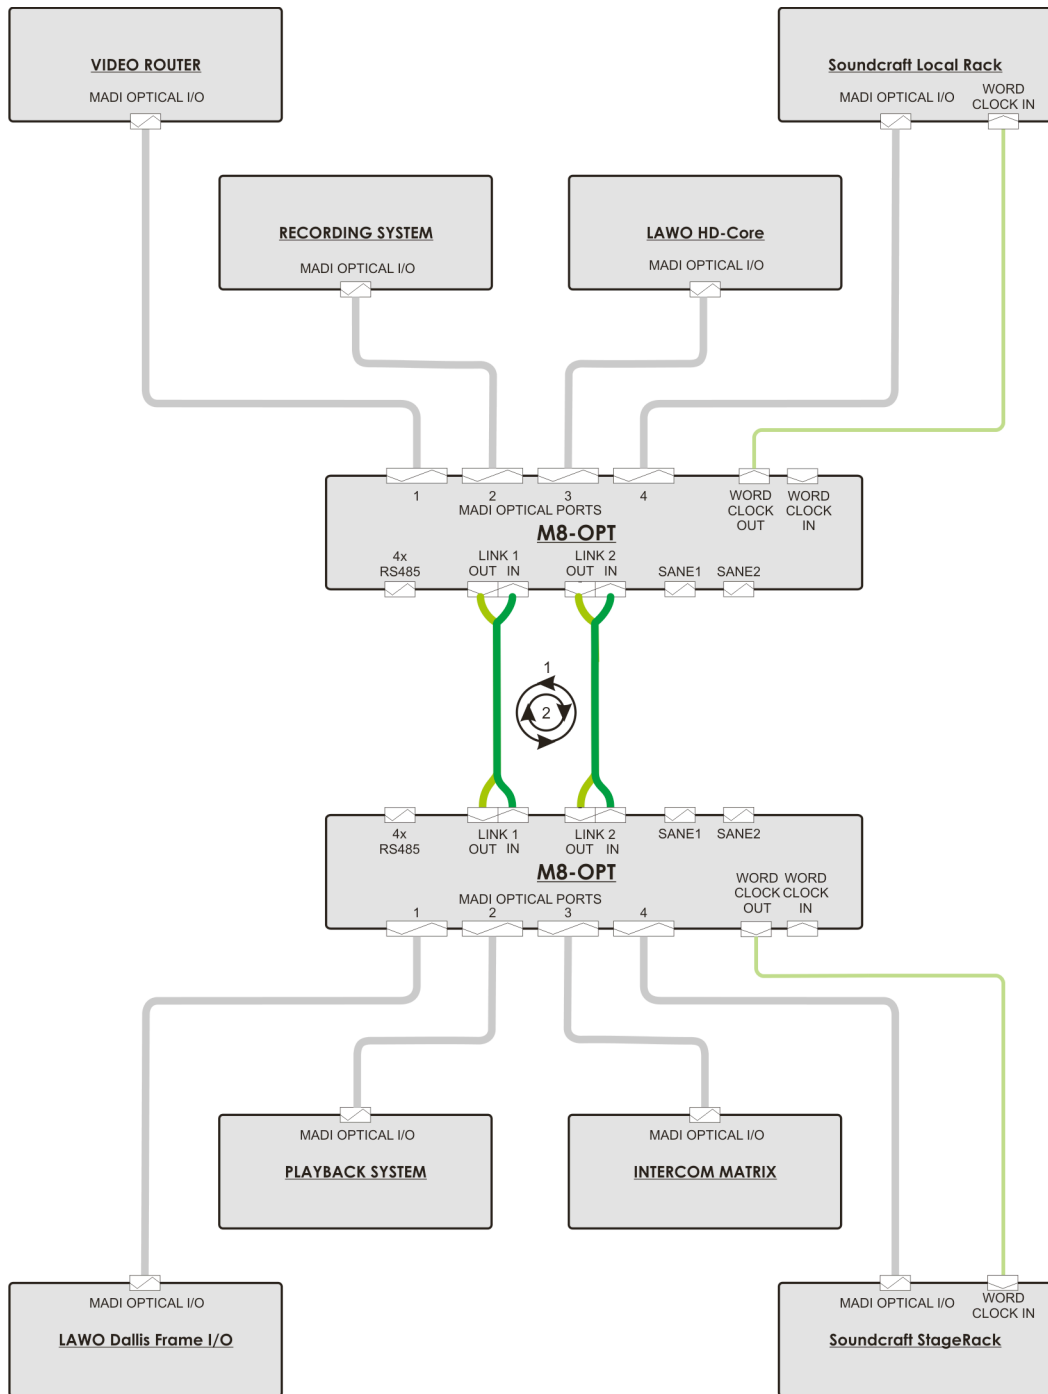 VIDEO ROUTER
MADI OPTICAL I/O
Soundcraft Local Rack
MADI OPTICAL I/O
WORD
CLOCK IN
RECORDING SYSTEM
MADI OPTICAL I/O
LAWO HD-Core
MADI OPTICAL I/O
1 2 3 4
MADI OPTICAL PORTS
WORD
CLOCK
OUT
WORD
CLOCK
IN
M8-OPT
4x
RS485
LINK 1
OUT IN
LINK 2
OUT IN
SANE1 SANE2
1
2
4x
RS485
LINK 1
OUT IN
LINK 2
OUT IN
SANE1 SANE2
M8-OPT
MADI OPTICAL PORTS
1 2 3 4
WORD
CLOCK
OUT
WORD
CLOCK
IN
MADI OPTICAL I/O
PLAYBACK SYSTEM
MADI OPTICAL I/O
INTERCOM MATRIX
MADI OPTICAL I/O
LAWO Dallis Frame I/O
MADI OPTICAL I/O
WORD
CLOCK IN
Soundcraft StageRack